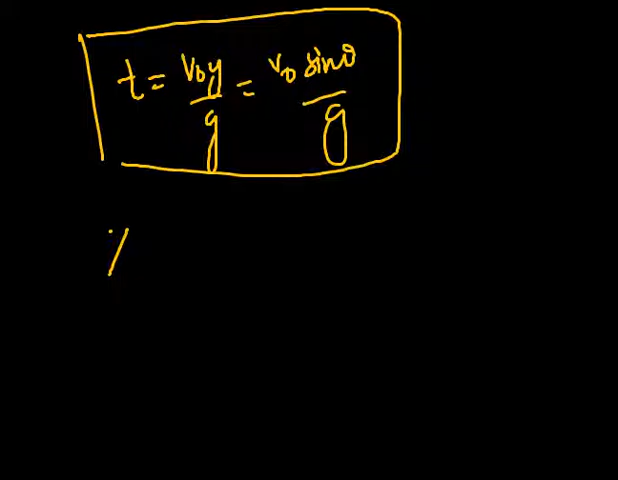 t = v₀y/g = v₀ sinθ/g